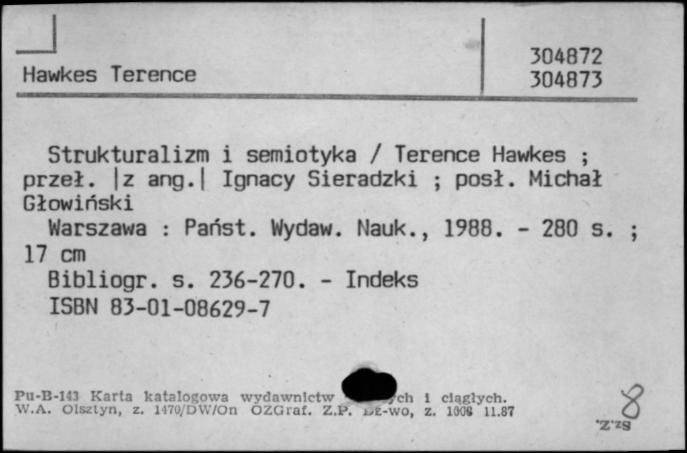 304872
Hawkes Terence 304873
Strukturalizm i semiotyka / Terence Hawkes ;
przeł. |z ang.| Ignacy Sieradzki ; posł. Michał
Głowiński
Warszawa : Państ. Wydaw. Nauk., 1988. - 280 s. ;
17 cm
Bibliogr. s. 236-270. - Indeks
ISBN 83-01-08629-7
Pu-B-143 Karta katalogowa wydawnictw ych i ciągłych.
W.A. Olsztyn, z. 1470/DW/On OZGraf. Z.P. z. 1008 11.87
8